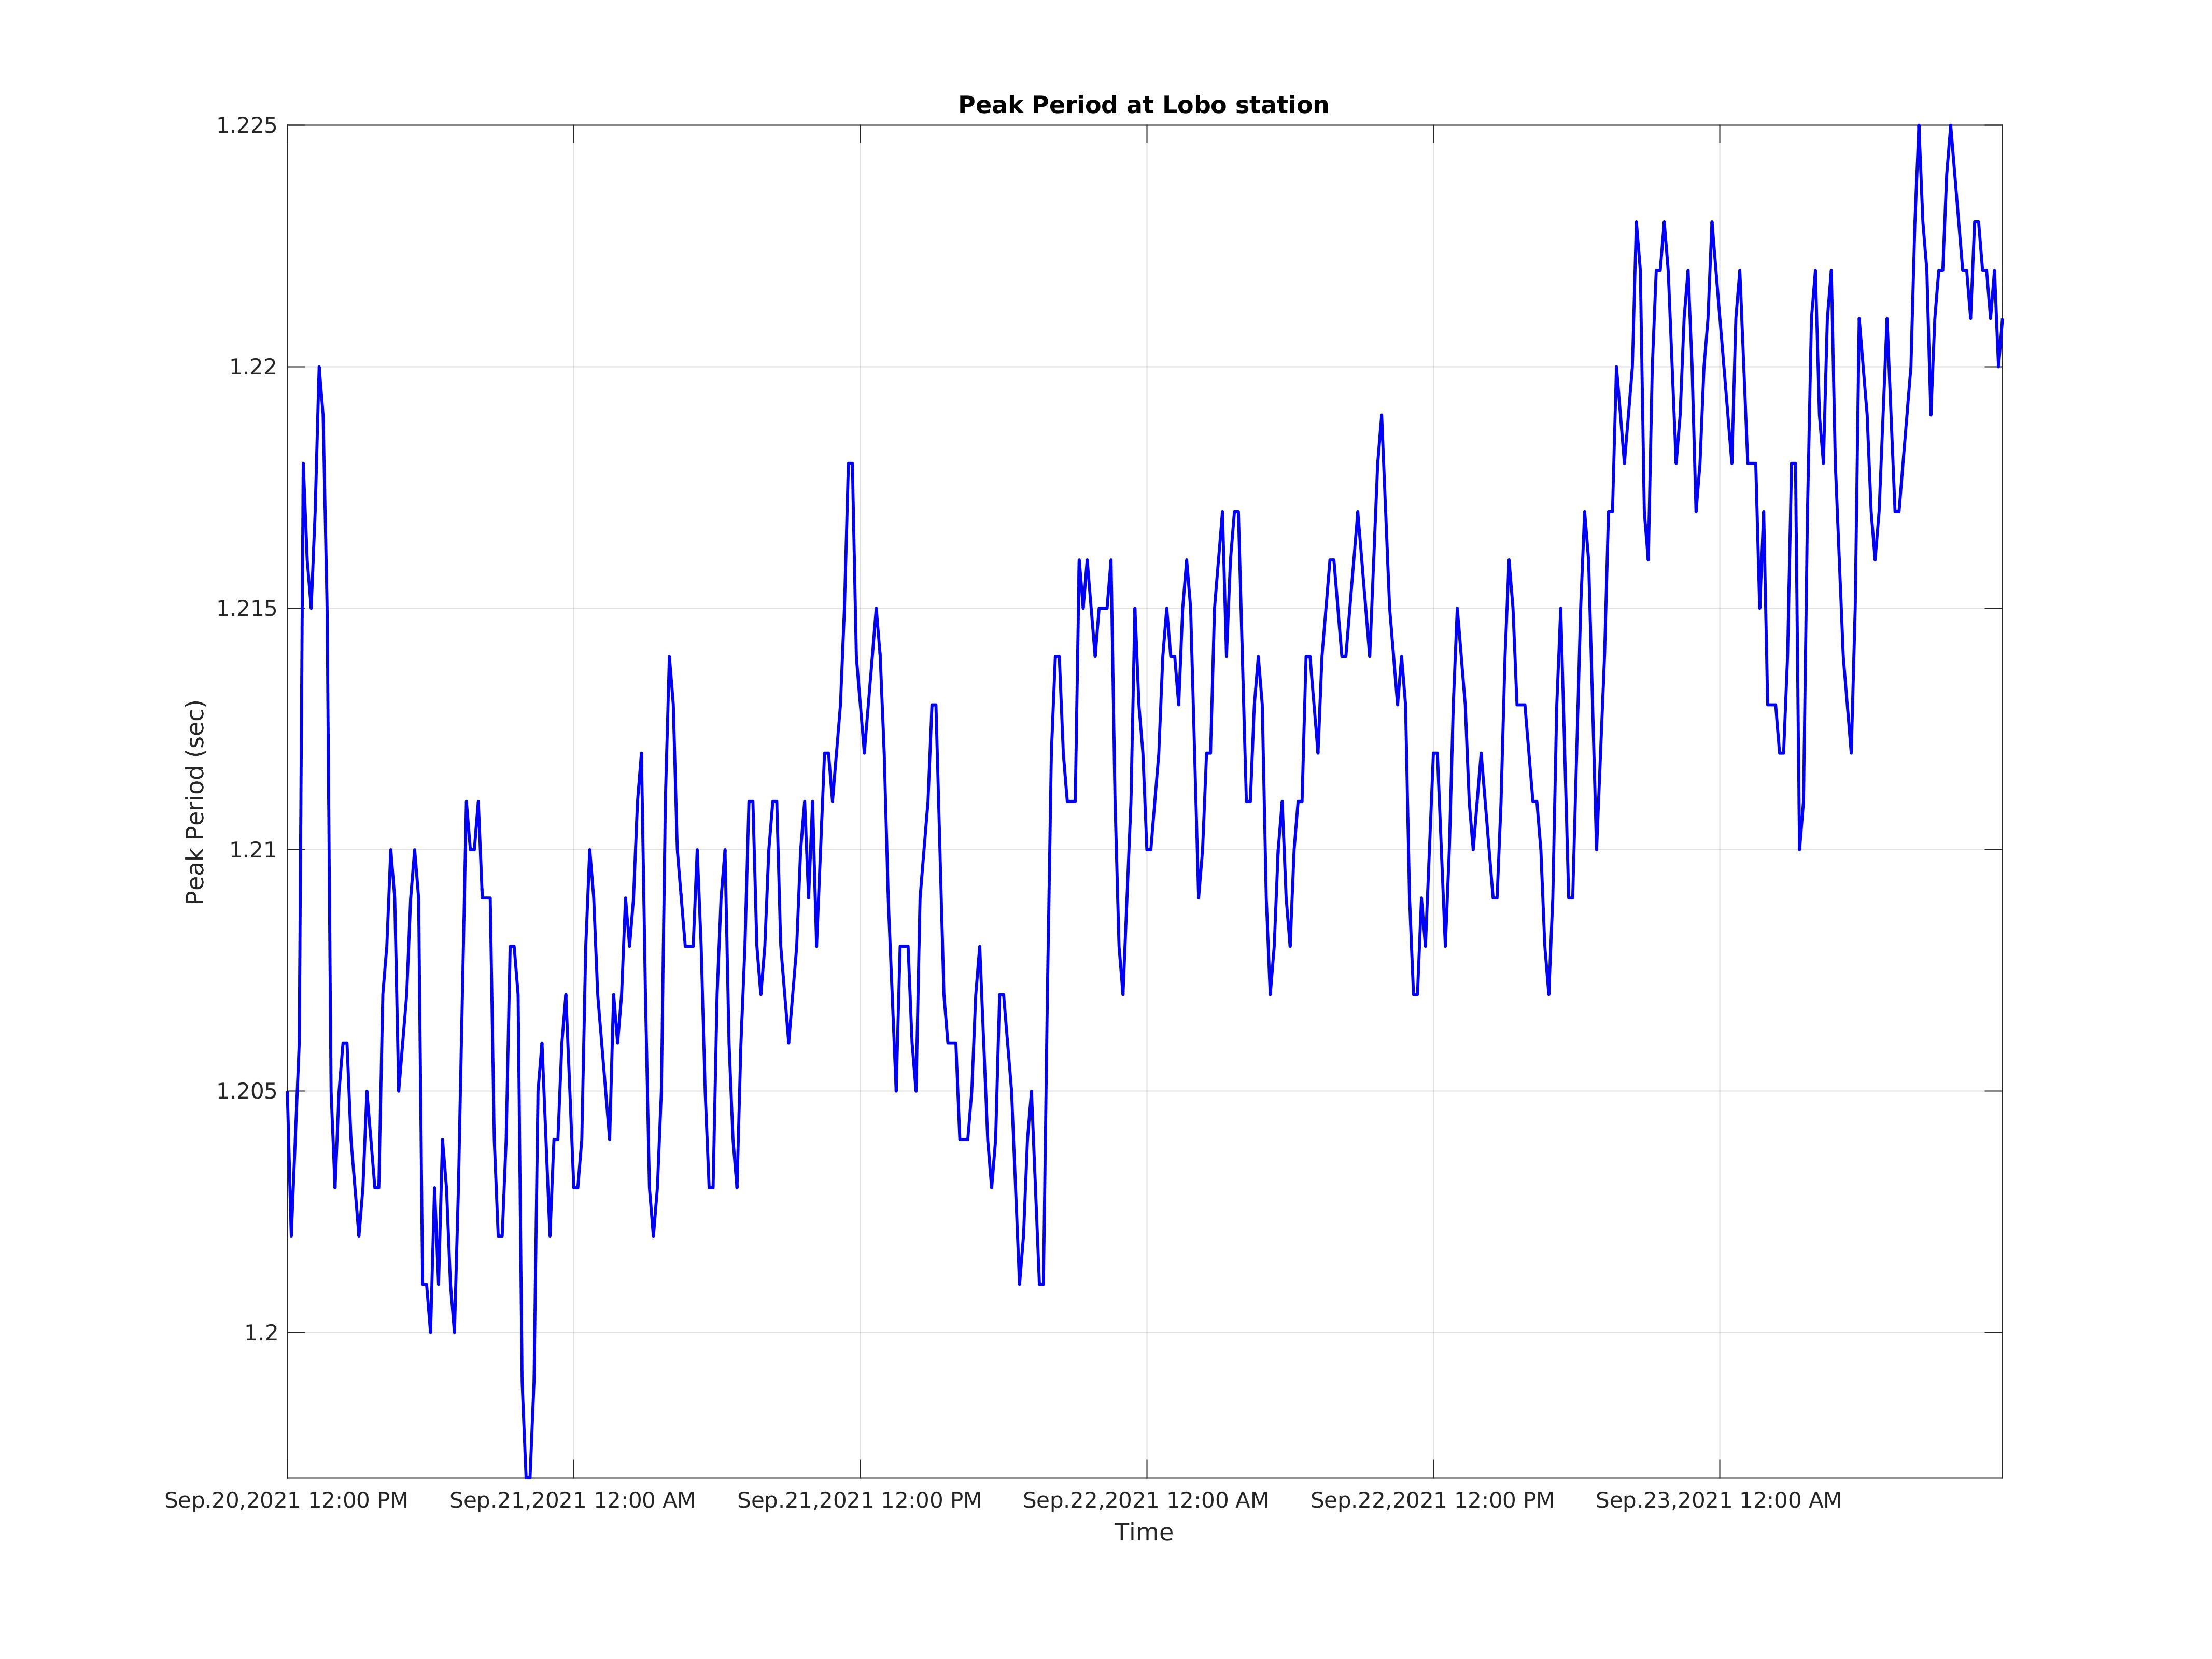 Peak Period at Lobo station
1.225
1.22
1.215
1.21
1.205
1.2
Peak Period (sec)
Sep.20,2021 12:00 PM Sep.21,2021 12:00 AM Sep.21,2021 12:00 PM Sep.22,2021 12:00 AM Sep.22,2021 12:00 PM Sep.23,2021 12:00 AM
Time